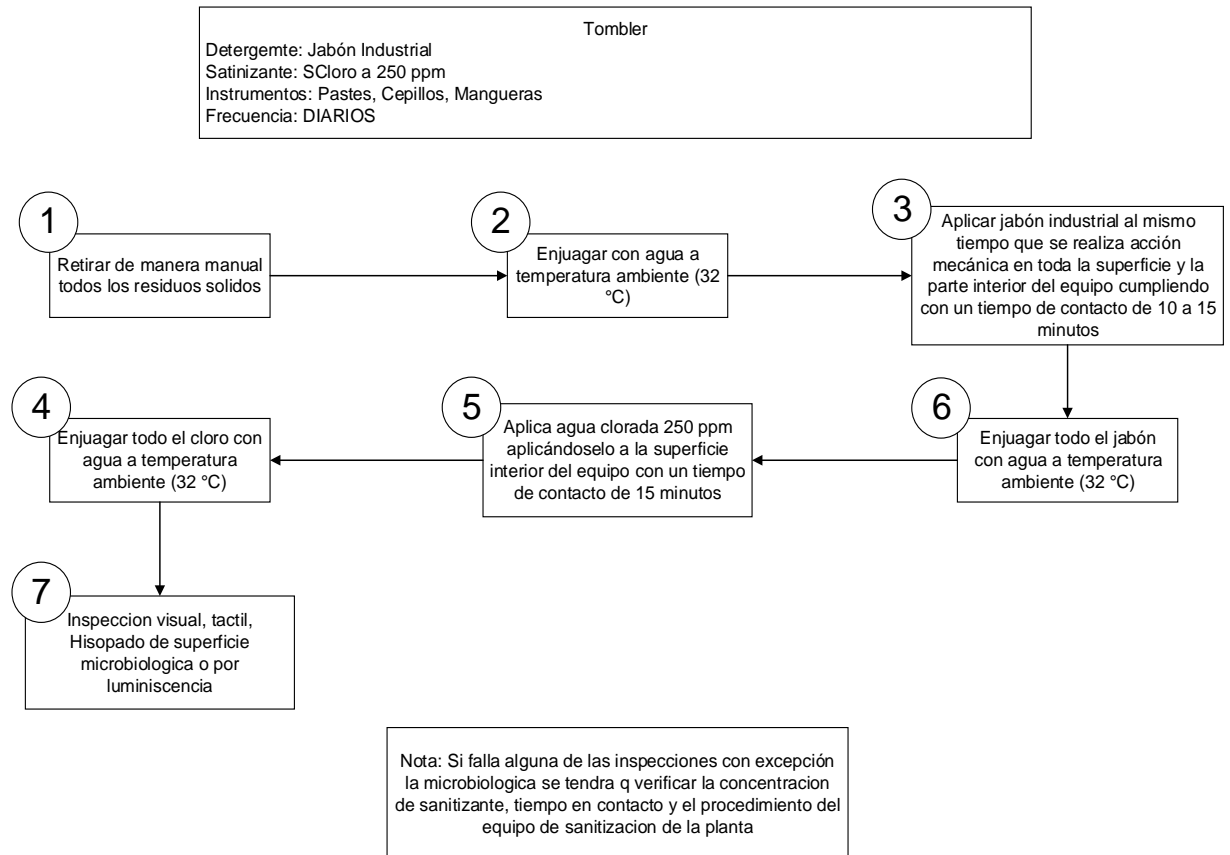 Tombler
Detergemte: Jabón Industrial
Satinizante: SCloro a 250 ppm
Instrumentos: Pastes, Cepillos, Mangueras
Frecuencia: DIARIOS
1
Retirar de manera manual
todos los residuos solidos
2
Enjuagar con agua a
temperatura ambiente (32
°C)
3
Aplicar jabón industrial al mismo
tiempo que se realiza acción
mecánica en toda la superficie y la
parte interior del equipo cumpliendo
con un tiempo de contacto de 10 a 15
minutos
4
Enjuagar todo el cloro con
agua a temperatura
ambiente (32 °C)
5
Aplica agua clorada 250 ppm
aplicándoselo a la superficie
interior del equipo con un tiempo
de contacto de 15 minutos
6
Enjuagar todo el jabón
con agua a temperatura
ambiente (32 °C)
7
Inspeccion visual, tactil,
Hisopado de superficie
microbiologica o por
luminiscencia
Nota: Si falla alguna de las inspecciones con excepción
la microbiologica se tendra q verificar la concentracion
de sanitizante, tiempo en contacto y el procedimiento del
equipo de sanitizacion de la planta